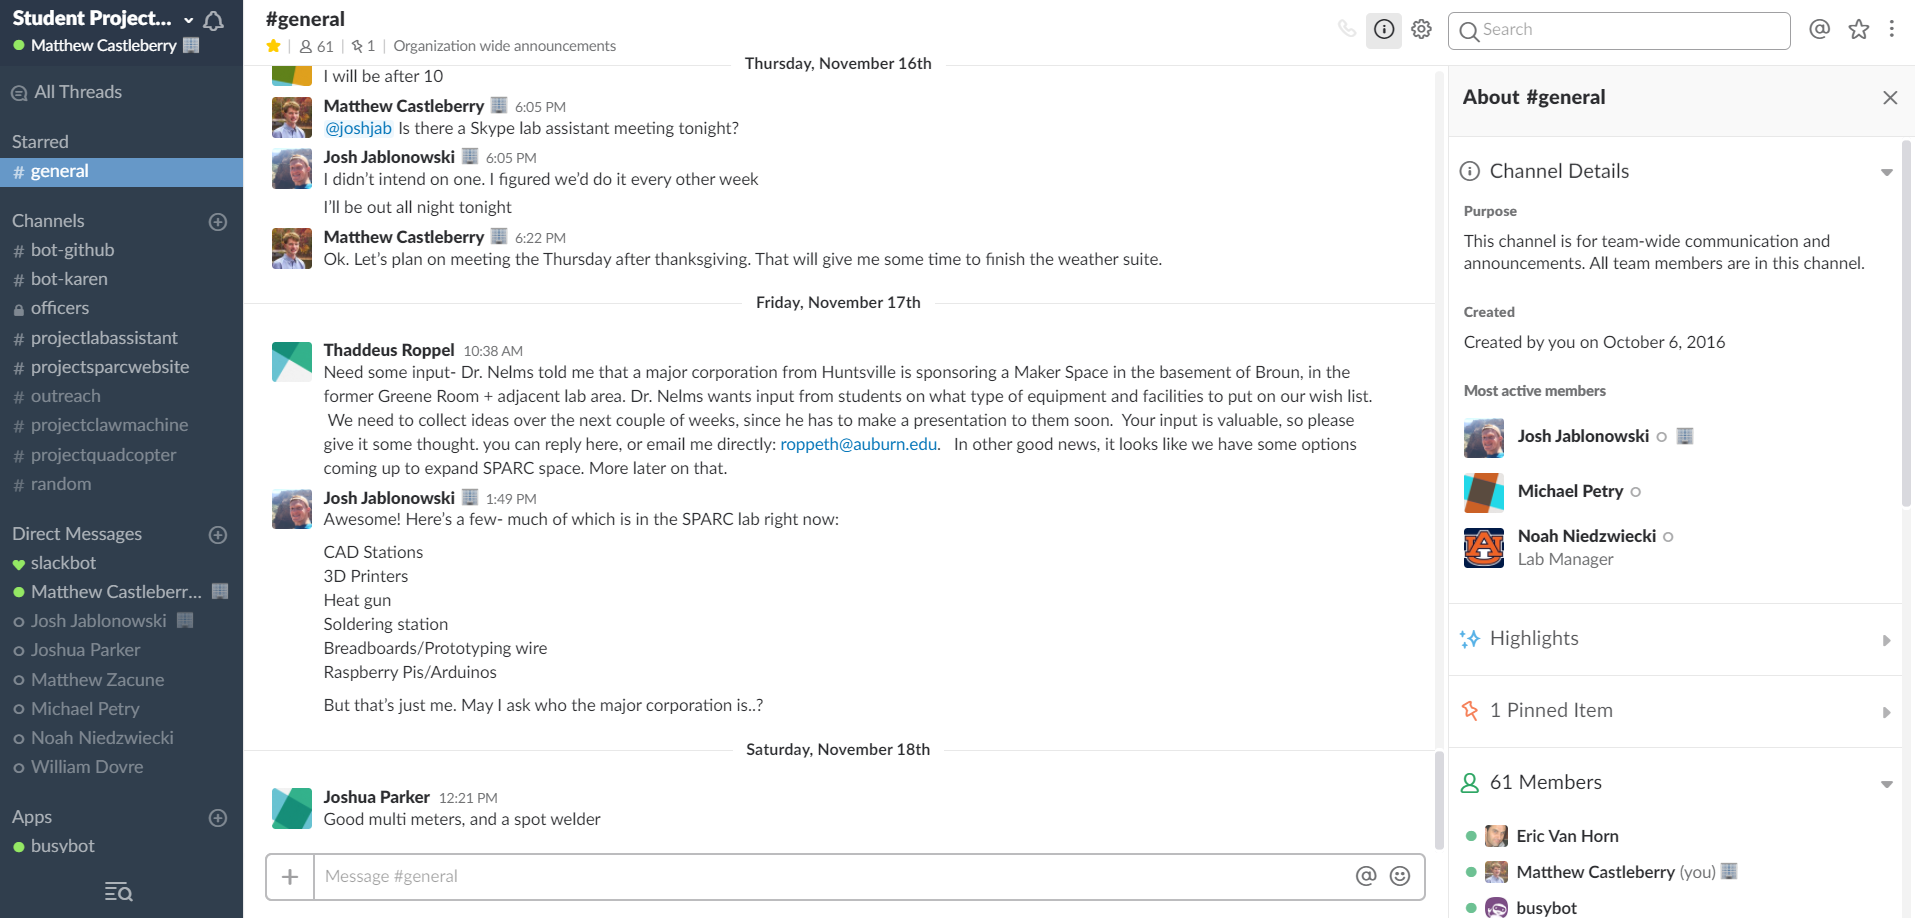 Student Project...
Matthew Castleberry
All Threads
Starred
# general
Channels
# bot-github
# bot-karen
officers
# projectlabassistant
# projectsparcwebsite
# outreach
# projectclawmachine
# projectquadcopter
# random
Direct Messages
slackbot
Matthew Castleberr...
Josh Jablonowski
Joshua Parker
Matthew Zacune
Michael Petry
Noah Niedzwiecki
William Dovre
Apps
busybot
#general
61 | 1 | Organization wide announcements
Search
Thursday, November 16th
I will be after 10
Matthew Castleberry 6:05 PM
@joshjab Is there a Skype lab assistant meeting tonight?
Josh Jablonowski 6:05 PM
I didn't intend on one. I figured we'd do it every other week
I'll be out all night tonight
Matthew Castleberry 6:22 PM
Ok. Let's plan on meeting the Thursday after thanksgiving. That will give me some time to finish the weather suite.
Friday, November 17th
Thaddeus Roppel 10:38 AM
Need some input- Dr. Nelms told me that a major corporation from Huntsville is sponsoring a Maker Space in the basement of Broun, in the
former Greene Room + adjacent lab area. Dr. Nelms wants input from students on what type of equipment and facilities to put on our wish list.
We need to collect ideas over the next couple of weeks, since he has to make a presentation to them soon. Your input is valuable, so please
give it some thought. you can reply here, or email me directly: roppeth@auburn.edu. In other good news, it looks like we have some options
coming up to expand SPARC space. More later on that.
Josh Jablonowski 1:49 PM
Awesome! Here's a few- much of which is in the SPARC lab right now:
CAD Stations
3D Printers
Heat gun
Soldering station
Breadboards/Prototyping wire
Raspberry Pis/Arduinos
But that's just me. May I ask who the major corporation is..?
Saturday, November 18th
Joshua Parker 12:21 PM
Good multi meters, and a spot welder
Message #general
About #general
Channel Details
Purpose
This channel is for team-wide communication and
announcements. All team members are in this channel.
Created
Created by you on October 6, 2016
Most active members
Josh Jablonowski
Michael Petry
Noah Niedzwiecki
Lab Manager
Highlights
1 Pinned Item
61 Members
Eric Van Horn
Matthew Castleberry (you)
busybot